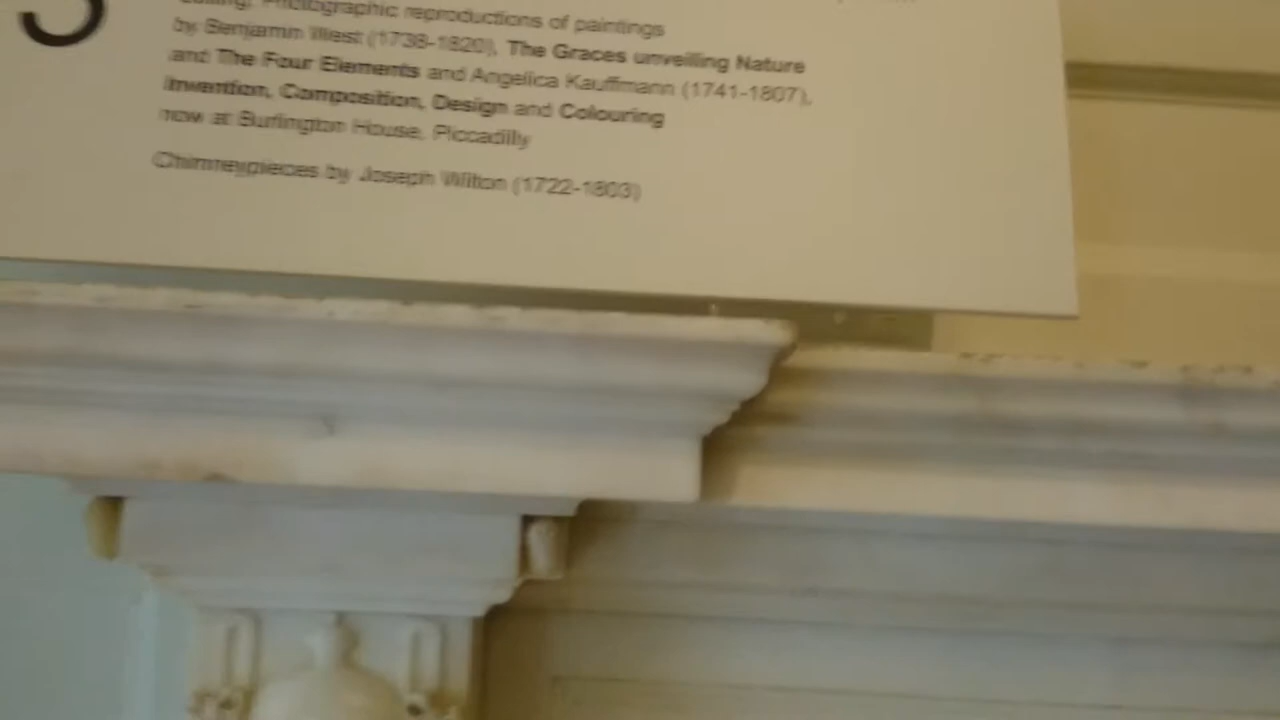 Ceiling: Photographic reproductions of paintings
by Benjamin West (1738-1820), The Graces unveiling Nature
and The Four Elements and Angelica Kauffmann (1741-1807),
Invention, Composition, Design and Colouring
now at Burlington House, Piccadilly
Chimneypieces by Joseph Wilton (1722-1803)